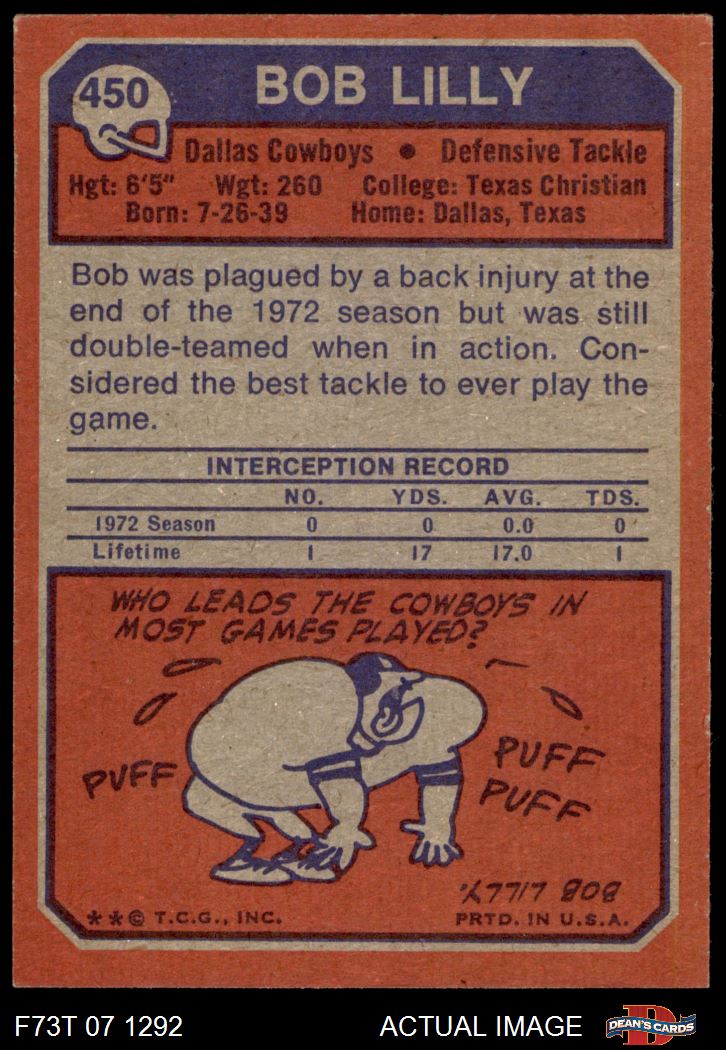 450
BOB LILLY
Dallas Cowboys • Defensive Tackle
Hgt: 6'5" Wgt: 260 College: Texas Christian
Born: 7-26-39 Home: Dallas, Texas
Bob was plagued by a back injury at the
end of the 1972 season but was still
double-teamed when in action. Con-
sidered the best tackle to ever play the
game.
INTERCEPTION RECORD
NO. YDS. AVG. TDS.
1972 Season 0 0 0.0 0
Lifetime 1 17 17.0 1
WHO LEADS THE COWBOYS IN
MOST GAMES PLAYED?
PUFF
PUFF
PUFF
BOB LILLY.
**© T.C.G., INC. PRTD. IN U.S.A.
F73T 07 1292 ACTUAL IMAGE
D
DEAN'S CARDS